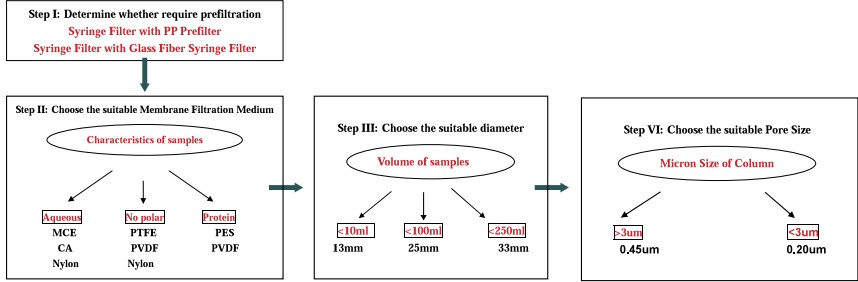 Step I: Determine whether require prefiltration
Syringe Filter with PP Prefilter
Syringe Filter with Glass Fiber Syringe Filter
Step II: Choose the suitable Membrane Filtration Medium
Characteristics of samples
Aqueous No polar Protein
MCE PTFE PES
CA PVDF PVDF
Nylon Nylon
Step III: Choose the suitable diameter
Volume of samples
<10ml <100ml <250ml
13mm 25mm 33mm
Step VI: Choose the suitable Pore Size
Micron Size of Column
>3um <3um
0.45um 0.20um